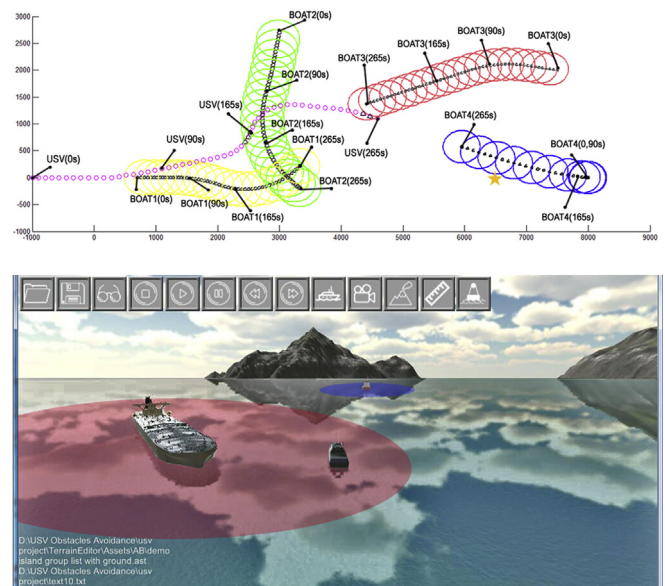 BOAT2(0s)
BOAT3(90s)
3000
BOAT3(165s)
BOAT3(0s)
2500
BOAT3(265s)
2000
BOAT2(90s)
1500
USV(165s)
BOAT4(265s)
USV(90s)
BOAT2(165s)
1000
BOAT1(265s)
USV(0s)
USV(265s)
BOAT4(0,90s)
500
0
BOAT2(265s)
BOAT1(0s)
BOAT1(90s)
BOAT1(165s)
BOAT4(165s)
-500
-1000
-1000 0 1000 2000 3000 4000 5000 6000 7000 8000 9000
D:\USV Obstacles Avoidance\usv
project\TerrainEditor\Assets\AB\demo
island group list with ground.ast
D:\USV Obstacles Avoidance\usv
project\text10.txt